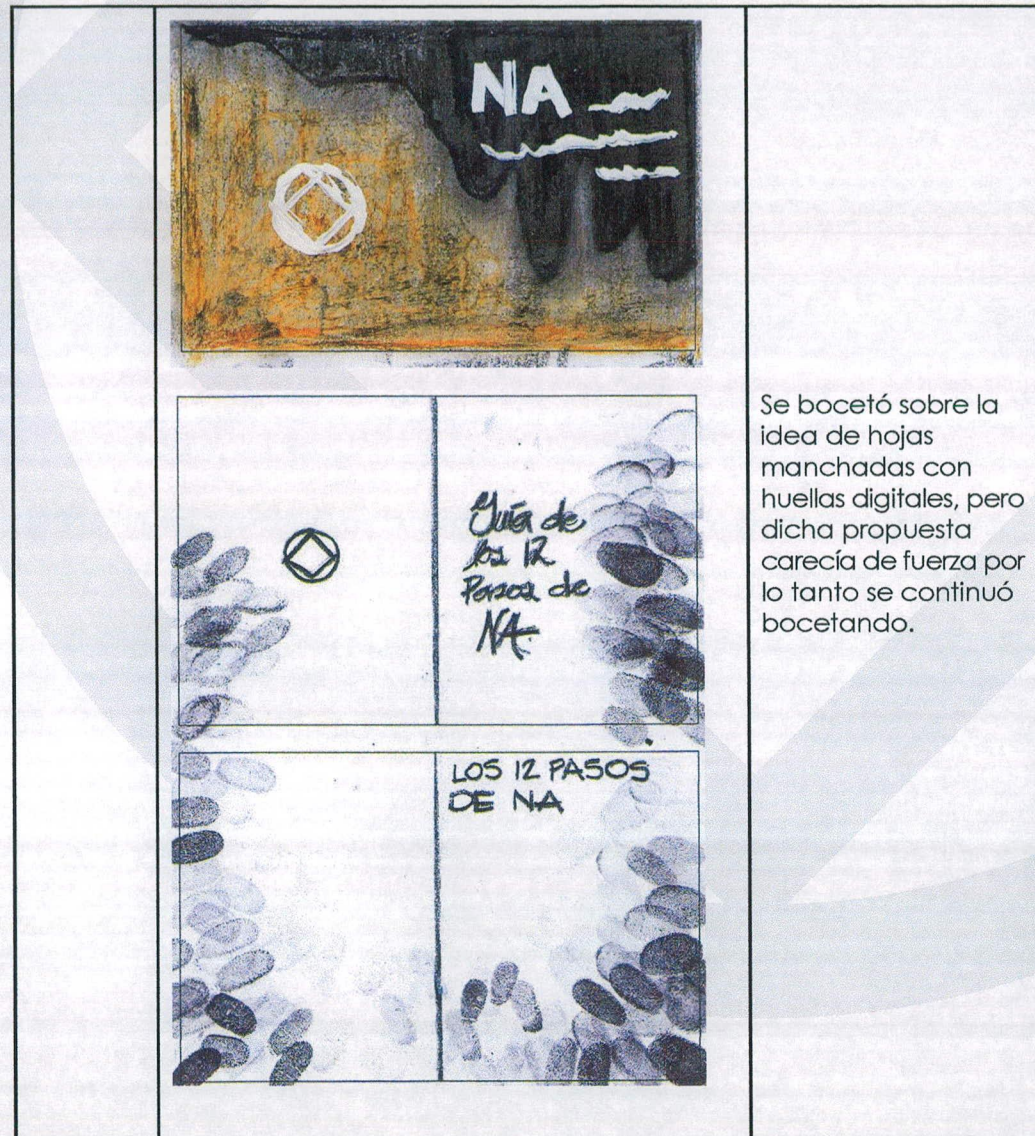 NA
Guía de
los 12
Pasos de
NA.
LOS 12 PASOS
DE NA
Se bocetó sobre la
idea de hojas
manchadas con
huellas digitales, pero
dicha propuesta
carecía de fuerza por
lo tanto se continuó
bocetando.